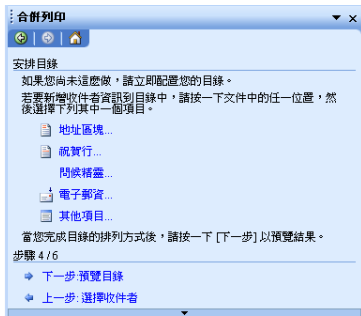 合併列印
安排目錄
如果您尚未這麼做，請立即配置您的目錄。
若要新增收件者資訊到目錄中，請按一下文件中的任一位置，然
後選擇下列其中一個項目。
地址區塊...
祝賀行...
問候精靈...
電子郵資...
其他項目...
當您完成目錄的排列方式後，請按一下 [下一步] 以預覽結果。
步驟 4/6
下一步:預覽目錄
上一步: 選擇收件者